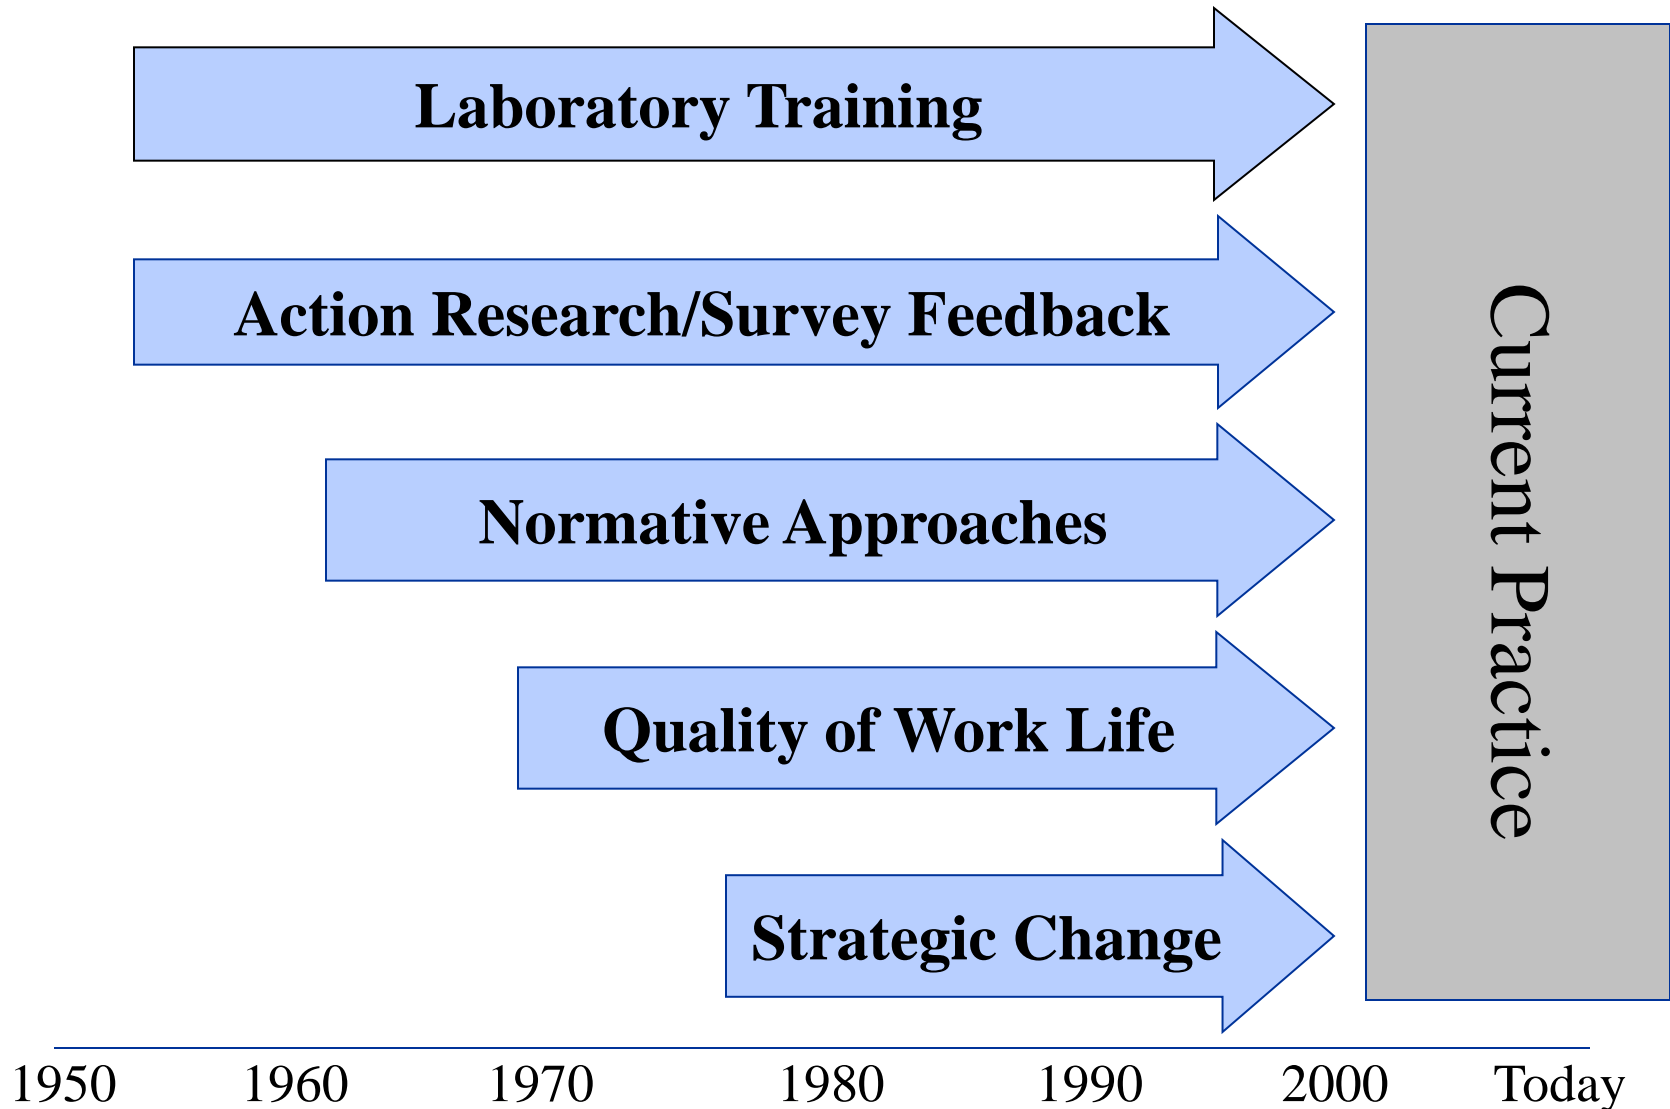 Laboratory Training
Action Research/Survey Feedback
Normative Approaches
Quality of Work Life
Strategic Change
Current Practice
1950 1960 1970 1980 1990 2000 Today